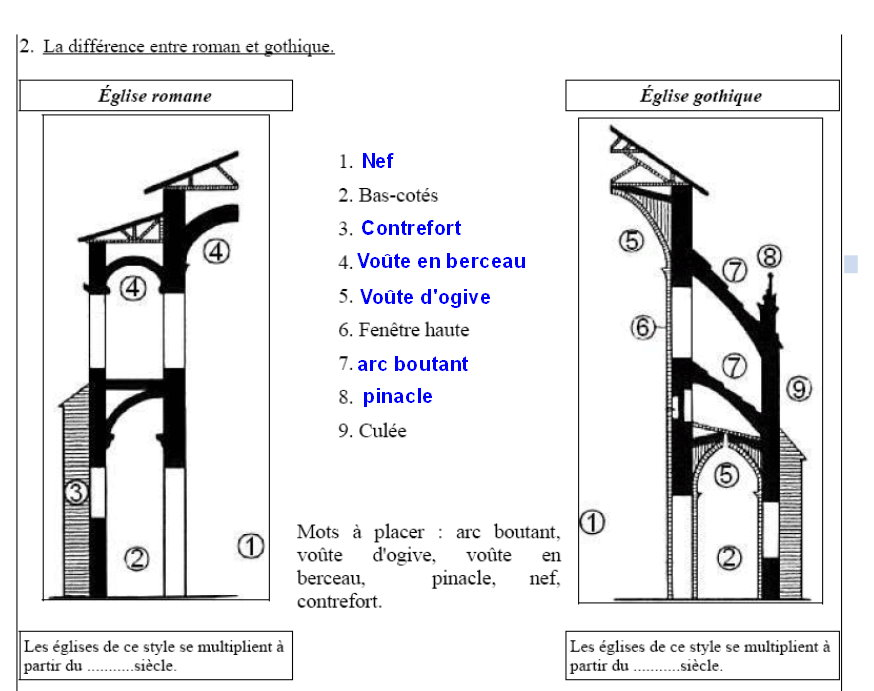 2. La différence entre roman et gothique.
Église romane
Église gothique
④
④
③
②
①
1. Nef
2. Bas-cotés
3. Contrefort
4. Voûte en berceau
5. Voûte d'ogive
6. Fenêtre haute
7. arc boutant
8. pinacle
9. Culée
Mots à placer : arc boutant,
voûte d'ogive, voûte en
berceau, pinacle, nef,
contrefort.
⑤
⑦
⑧
⑥
⑦
⑨
⑤
①
②
Les églises de ce style se multiplient à
partir du ...........siècle.
Les églises de ce style se multiplient à
partir du ...........siècle.